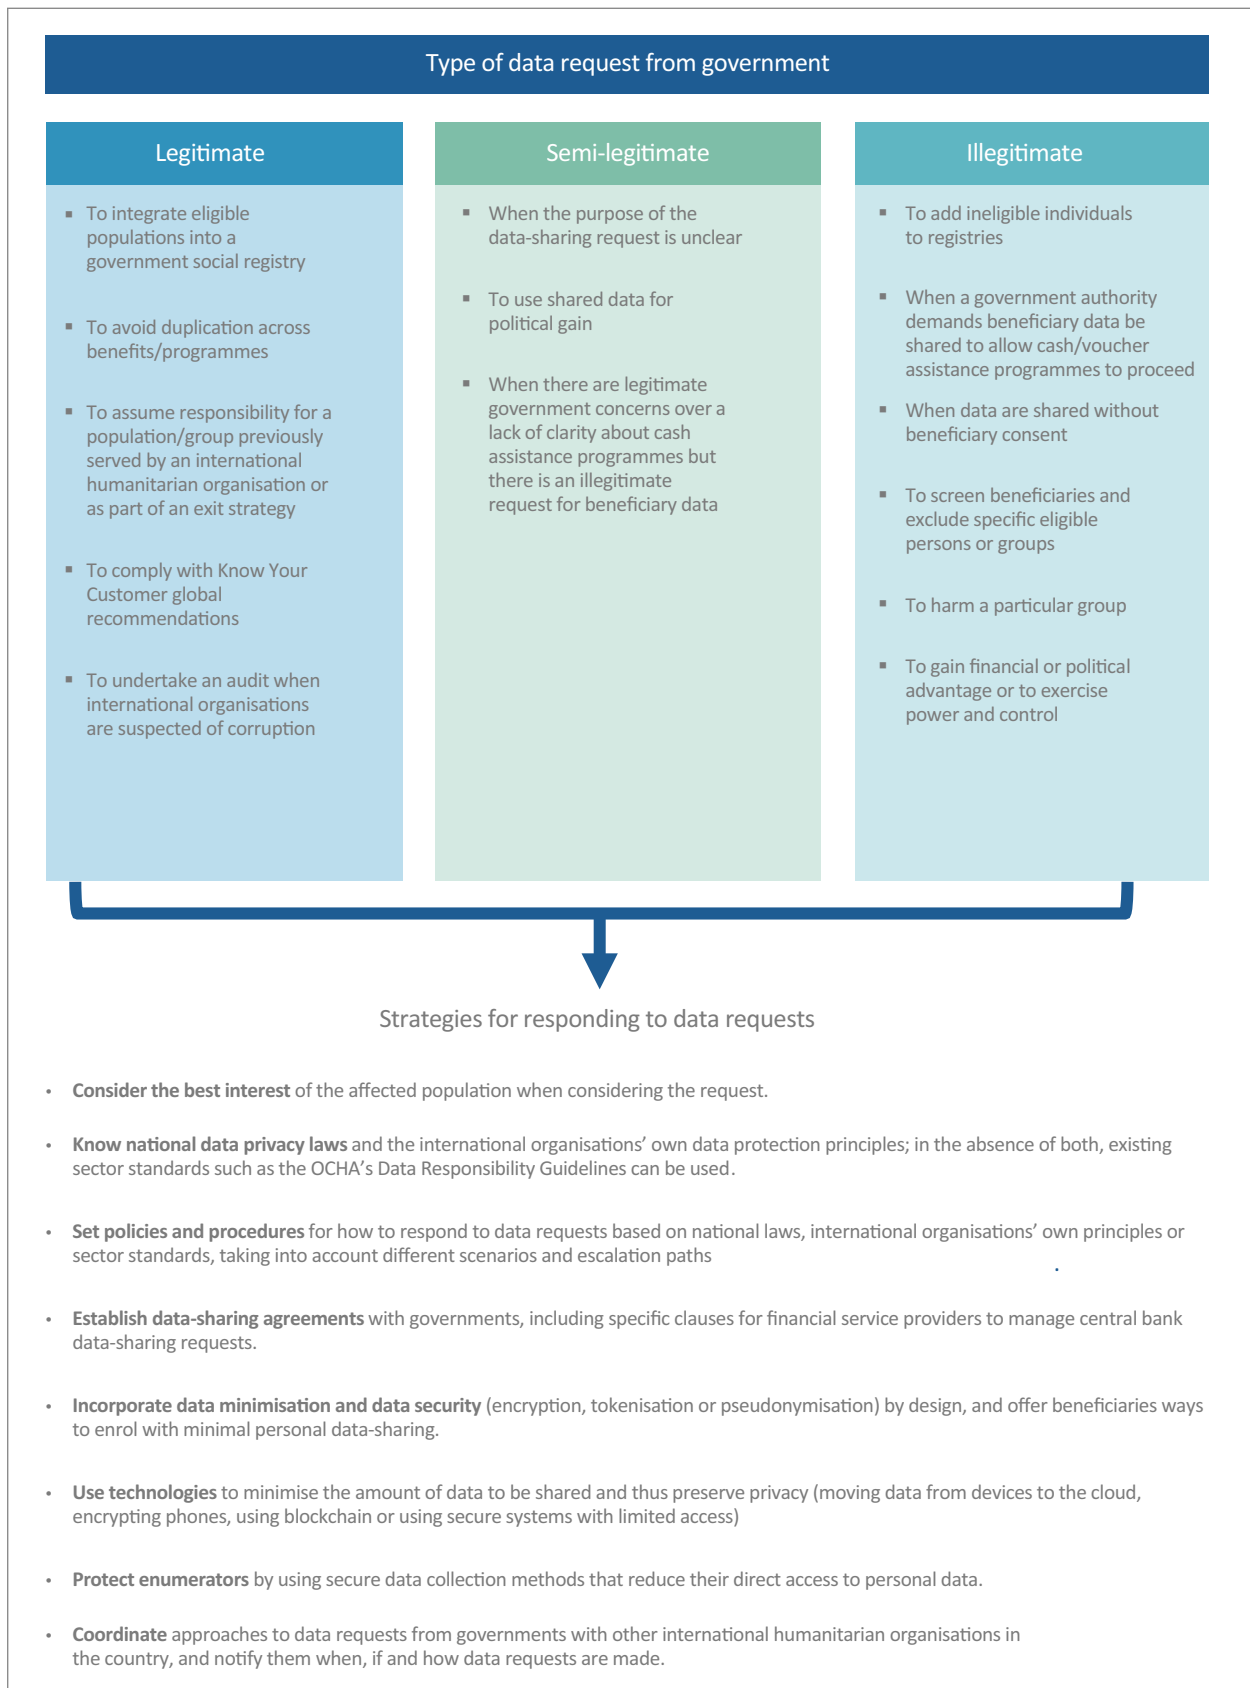 Type of data request from government
Legitimate
▪ To integrate eligible
populations into a
government social registry
▪ To avoid duplication across
benefits/programmes
▪ To assume responsibility for a
population/group previously
served by an international
humanitarian organisation or
as part of an exit strategy
▪ To comply with Know Your
Customer global
recommendations
▪ To undertake an audit when
international organisations
are suspected of corruption
Semi-legitimate
▪ When the purpose of the
data-sharing request is unclear
▪ To use shared data for
political gain
▪ When there are legitimate
government concerns over a
lack of clarity about cash
assistance programmes but
there is an illegitimate
request for beneficiary data
Illegitimate
▪ To add ineligible individuals
to registries
▪ When a government authority
demands beneficiary data be
shared to allow cash/voucher
assistance programmes to proceed
▪ When data are shared without
beneficiary consent
▪ To screen beneficiaries and
exclude specific eligible
persons or groups
▪ To harm a particular group
▪ To gain financial or political
advantage or to exercise
power and control
Strategies for responding to data requests
• Consider the best interest of the affected population when considering the request.
• Know national data privacy laws and the international organisations’ own data protection principles; in the absence of both, existing
sector standards such as the OCHA’s Data Responsibility Guidelines can be used.
• Set policies and procedures for how to respond to data requests based on national laws, international organisations’ own principles or
sector standards, taking into account different scenarios and escalation paths .
• Establish data-sharing agreements with governments, including specific clauses for financial service providers to manage central bank
data-sharing requests.
• Incorporate data minimisation and data security (encryption, tokenisation or pseudonymisation) by design, and offer beneficiaries ways
to enrol with minimal personal data-sharing.
• Use technologies to minimise the amount of data to be shared and thus preserve privacy (moving data from devices to the cloud,
encrypting phones, using blockchain or using secure systems with limited access)
• Protect enumerators by using secure data collection methods that reduce their direct access to personal data.
• Coordinate approaches to data requests from governments with other international humanitarian organisations in
the country, and notify them when, if and how data requests are made.